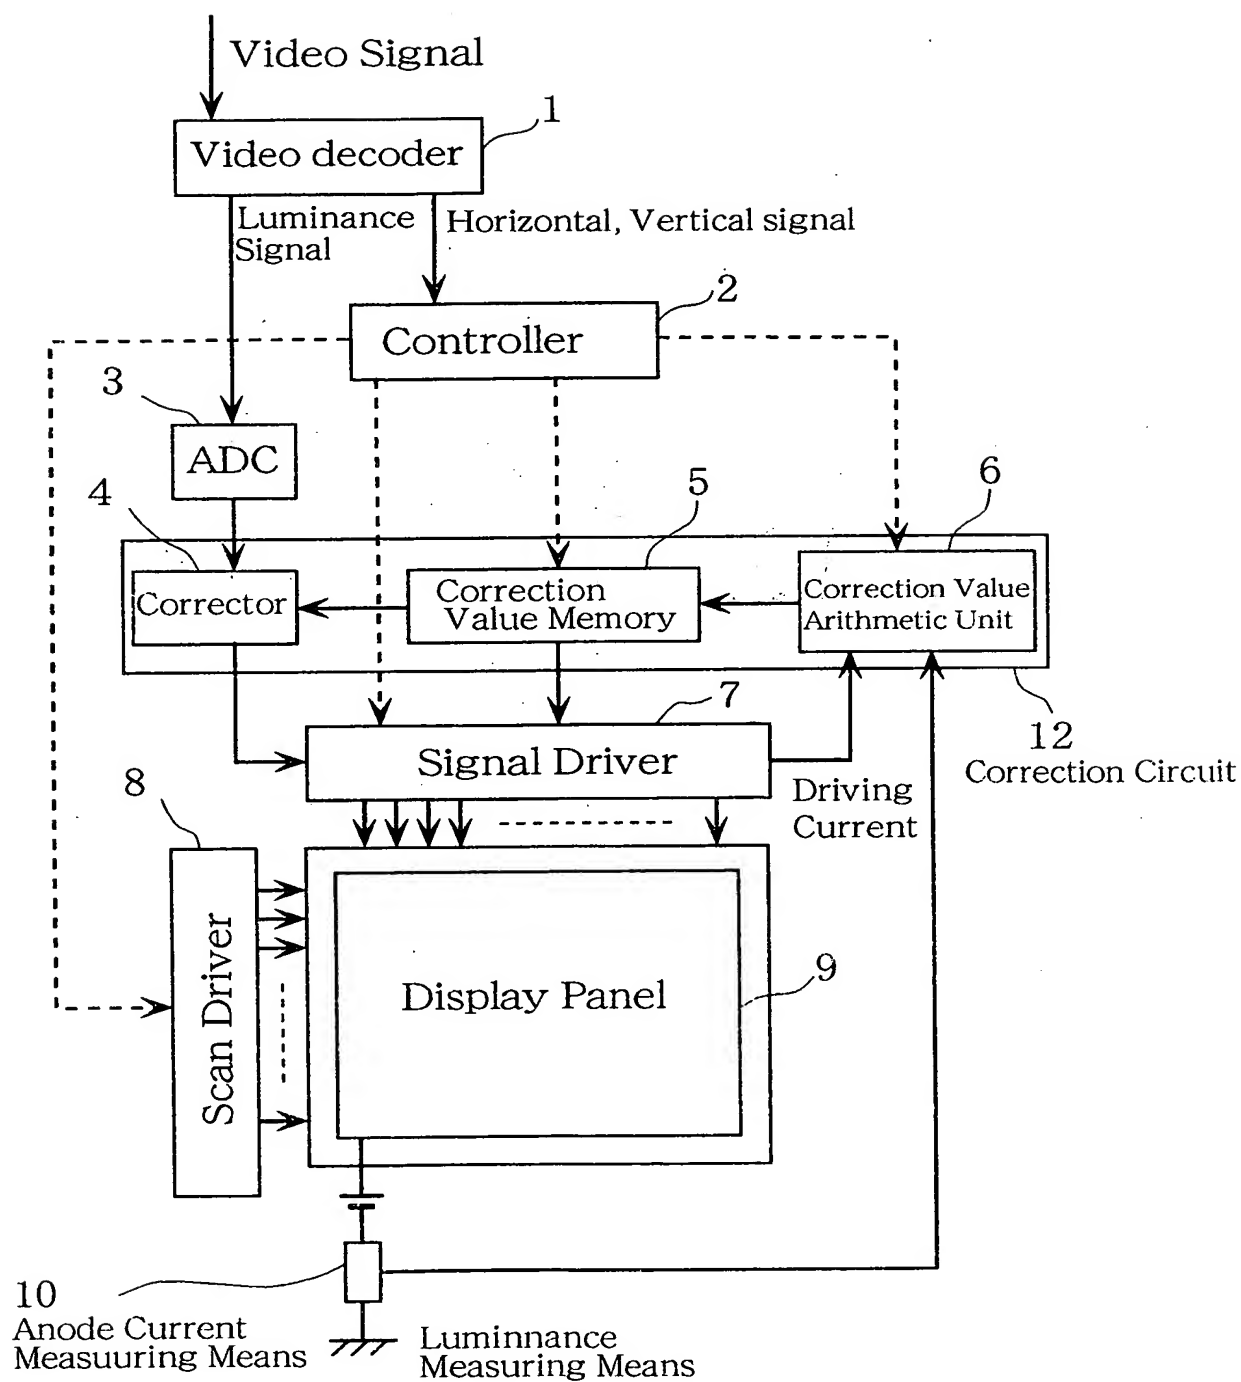 Video Signal
1
Video decoder
Luminance
Signal
Horizontal, Vertical signal
2
Controller
3
ADC
4
5
6
Corrector
Correction
Value Memory
Correction Value
Arithmetic Unit
7
12
Correction Circuit
Signal Driver
Driving
Current
8
Scan Driver
9
Display Panel
10
Anode Current
Measuuring Means
Luminnance
Measuring Means